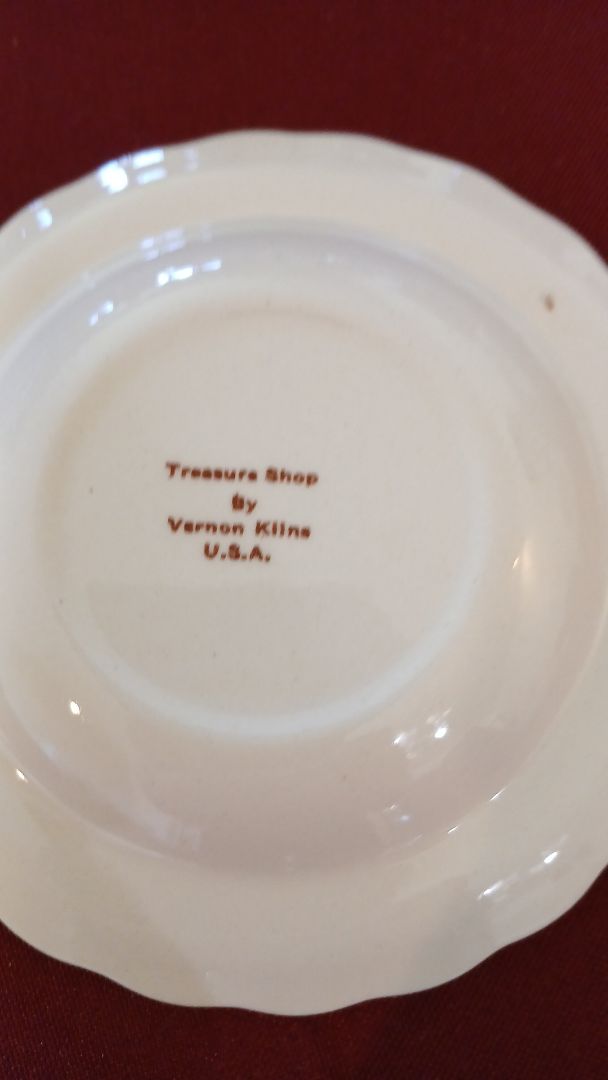 Treasure Shop
By
Vernon Kilns
U.S.A.